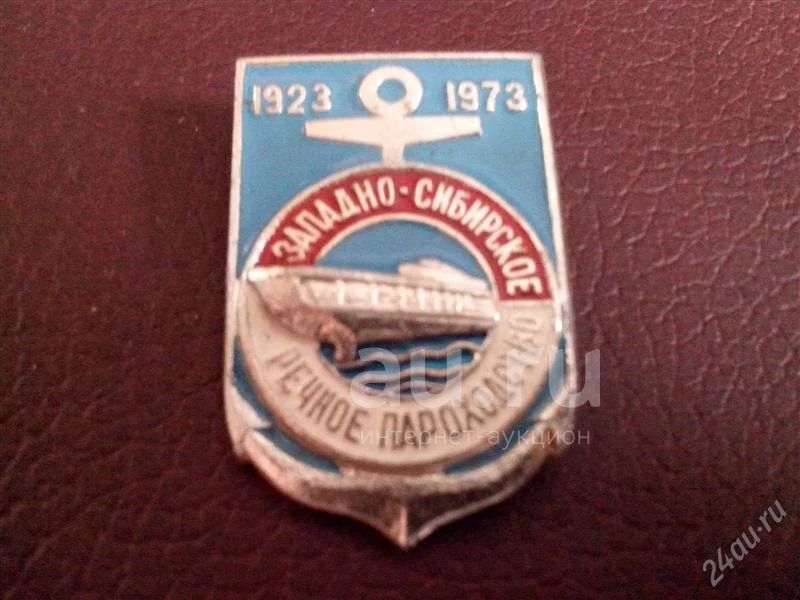 1923 1973
ЗАПАДНО-СИБИРСКОЕ
РЕЧНОЕ ПАРОХОДСТВО
au.ru
интернет-аукцион
24au.ru